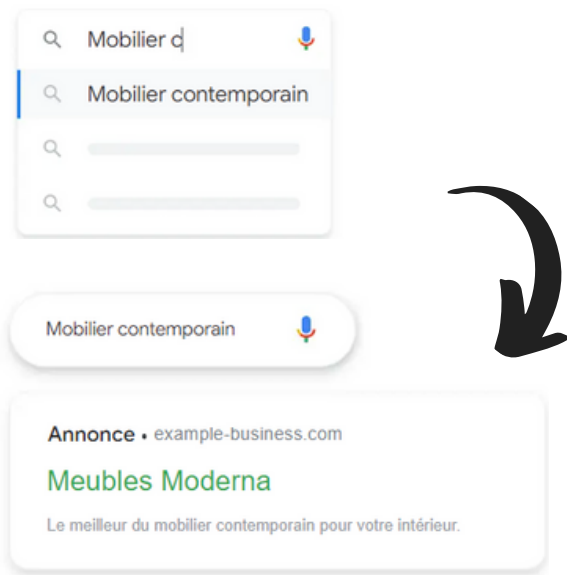 Mobilier c
Mobilier contemporain
Mobilier contemporain
Annonce • example-business.com
Meubles Moderna
Le meilleur du mobilier contemporain pour votre intérieur.